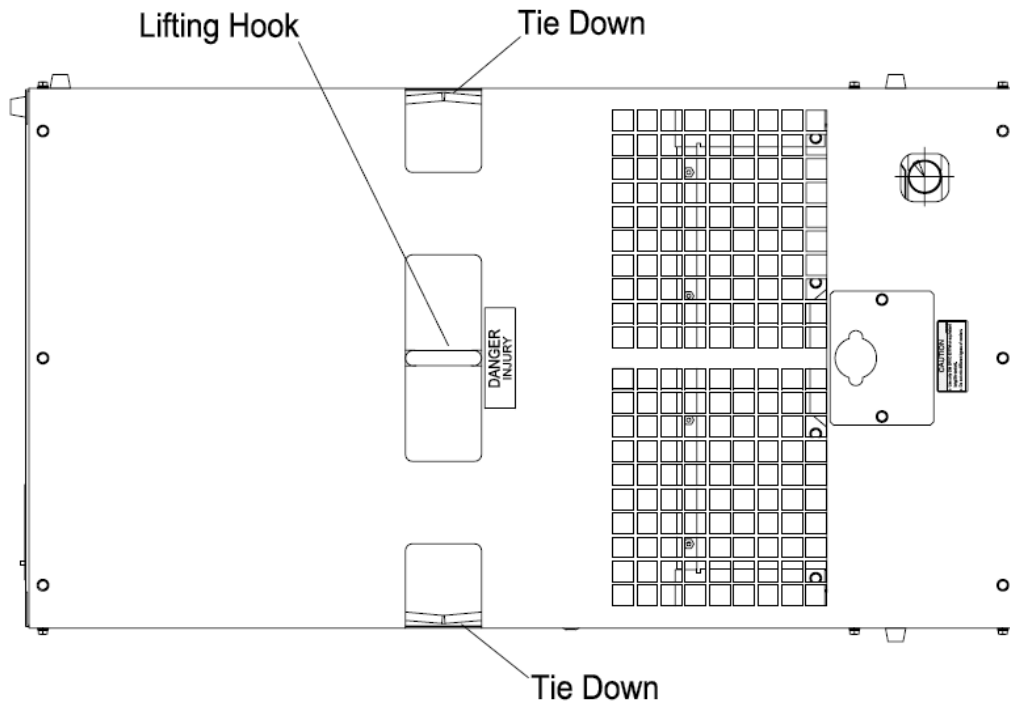 Lifting Hook
Tie Down
DANGER
INJURY
CAUTION
Tie Down